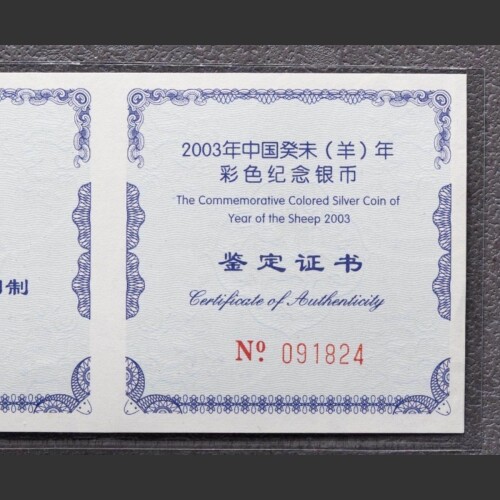 2003年中国癸未（羊）年
彩色纪念银币
The Commemorative Colored Silver Coin of
Year of the Sheep 2003
鉴定证书
Certificate of Authenticity
Nº 091824
制